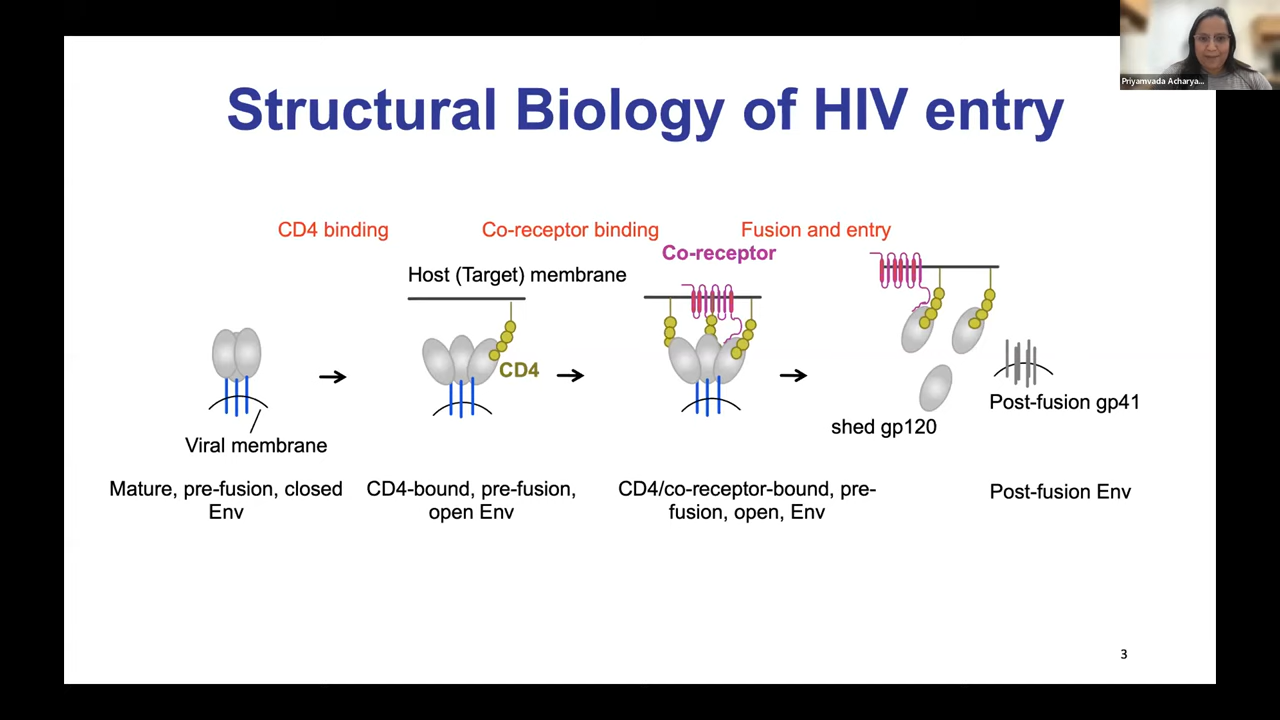 Priyamvada Acharya...
Structural Biology of HIV entry
CD4 binding
Co-receptor binding
Fusion and entry
Co-receptor
Host (Target) membrane
CD4
Viral membrane
shed gp120
Post-fusion gp41
Mature, pre-fusion, closed
Env
CD4-bound, pre-fusion,
open Env
CD4/co-receptor-bound, pre-
fusion, open, Env
Post-fusion Env
3